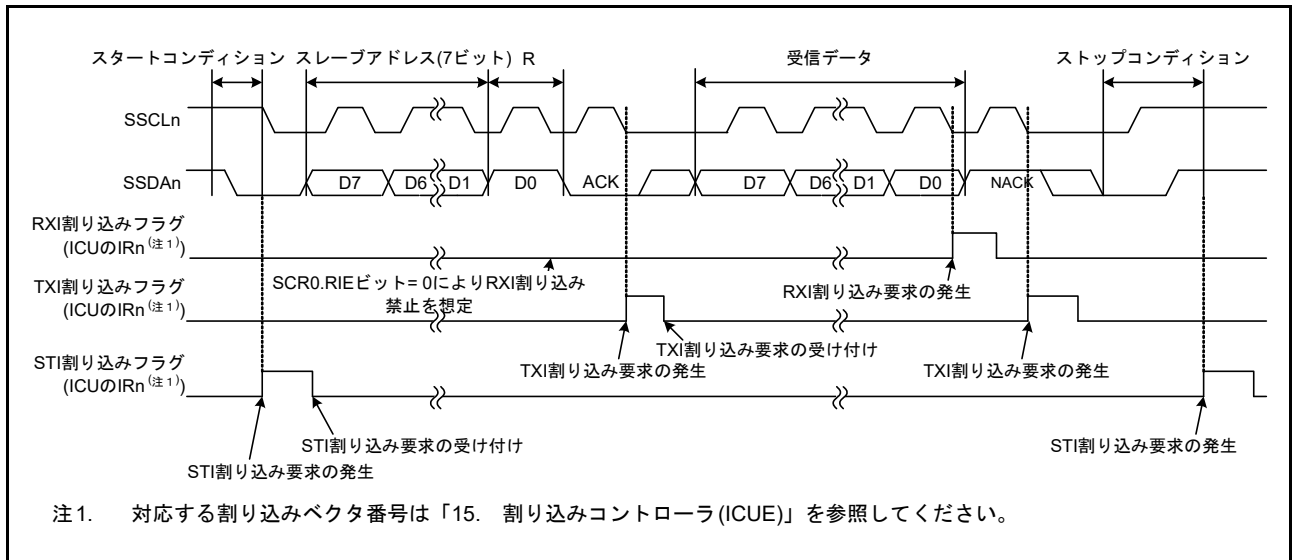 スタートコンディション スレーブアドレス(7ビット) R 受信データ ストップコンディション
SSCLn
SSDAn D7 D6 D1 D0 ACK D7 D6 D1 D0 NACK
RXI割り込みフラグ
(ICUのIRn(注1))
SCR0.RIEビット= 0によりRXI割り込み
禁止を想定
RXI割り込み要求の発生
TXI割り込みフラグ
(ICUのIRn(注1))
TXI割り込み要求の受け付け
TXI割り込み要求の発生
TXI割り込み要求の発生
STI割り込みフラグ
(ICUのIRn(注1))
STI割り込み要求の受け付け
STI割り込み要求の発生
STI割り込み要求の発生
注1. 対応する割り込みベクタ番号は「15. 割り込みコントローラ(ICUE)」を参照してください。